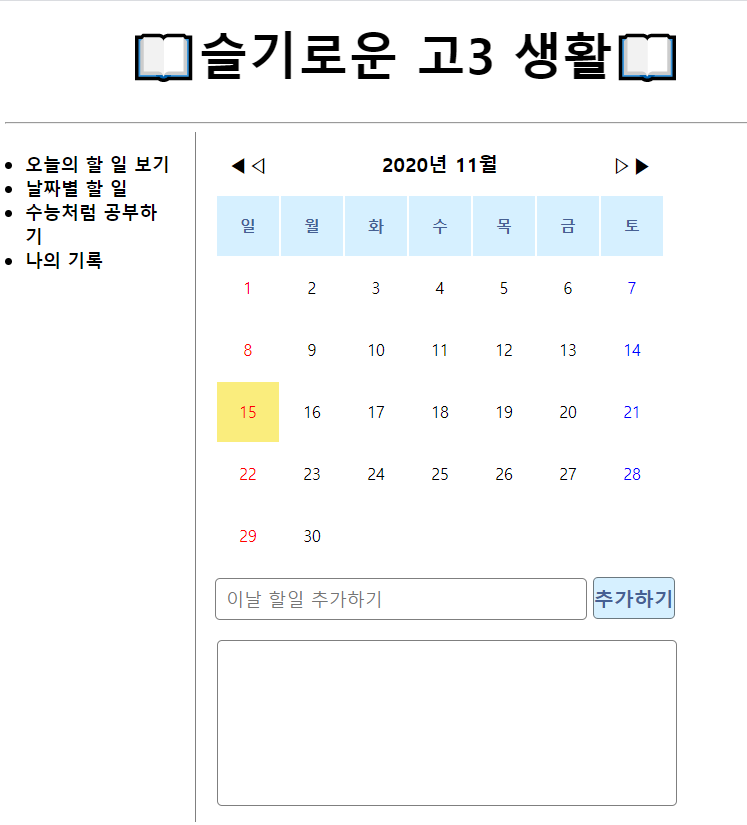 📖슬기로운 고3 생활📖
오늘의 할 일 보기
날짜별 할 일
수능처럼 공부하
기
나의 기록
◀ ◁ 2020년 11월 ▷ ▶
일 월 화 수 목 금 토
1 2 3 4 5 6 7
8 9 10 11 12 13 14
15 16 17 18 19 20 21
22 23 24 25 26 27 28
29 30
이날 할일 추가하기 추가하기